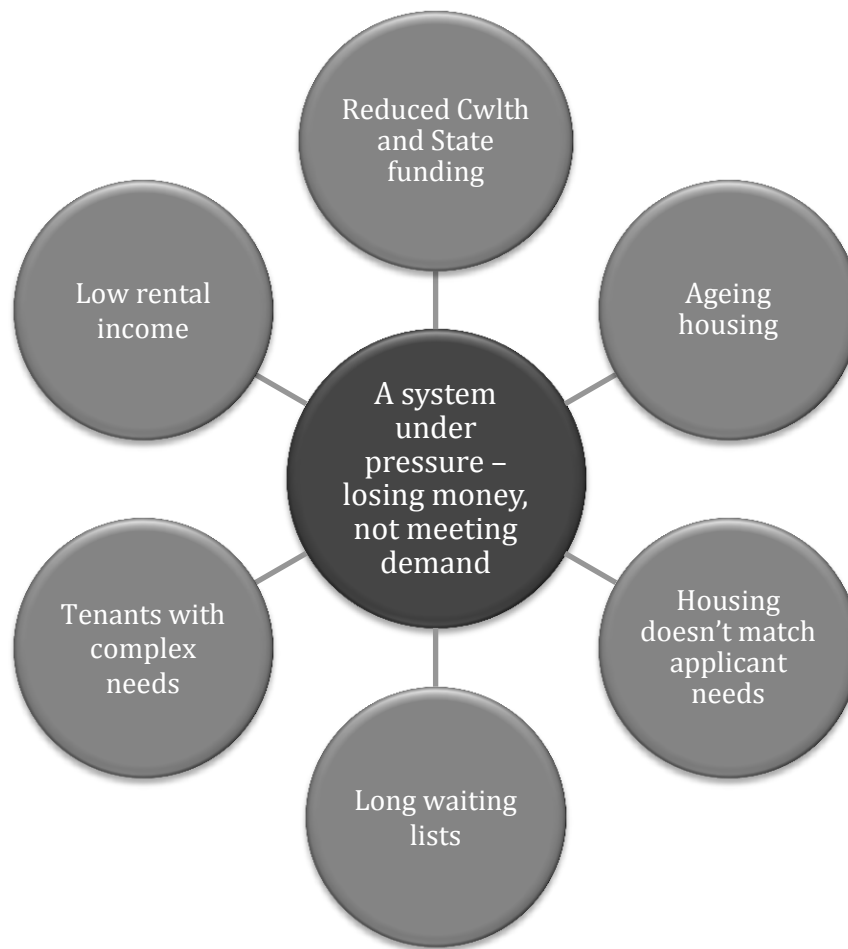 Reduced Cwlth
and State
funding
Low rental
income
Ageing
housing
A system
under
pressure –
losing money,
not meeting
demand
Tenants with
complex
needs
Housing
doesn’t match
applicant
needs
Long waiting
lists